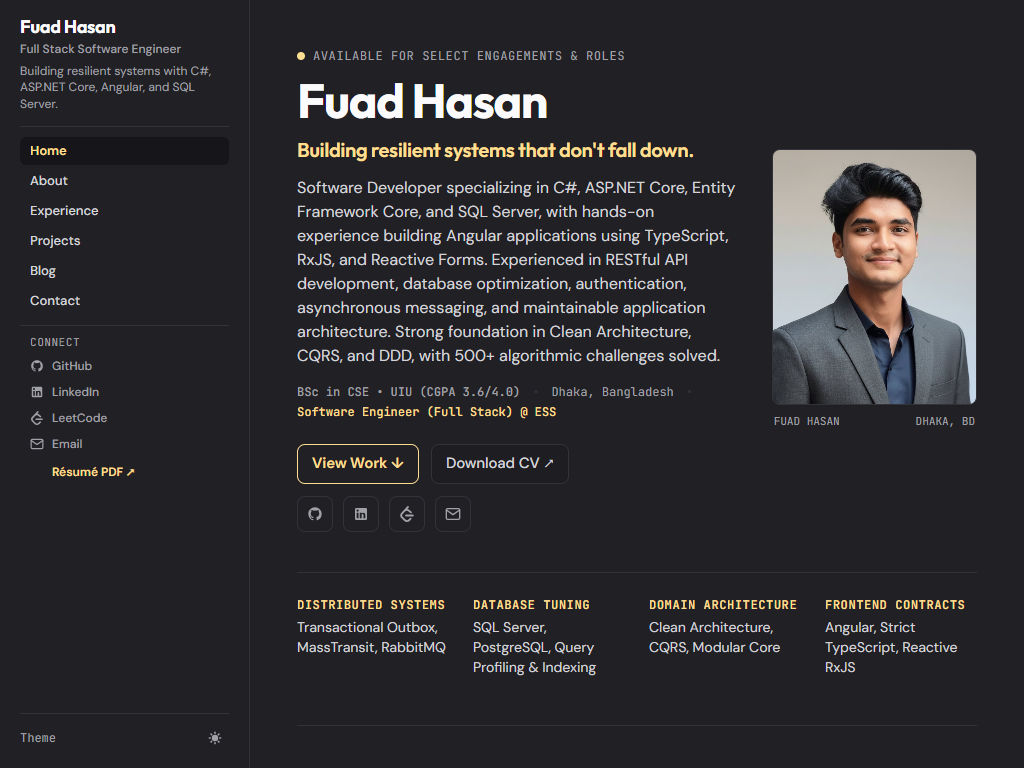 Fuad Hasan
Full Stack Software Engineer
Building resilient systems with C#,
ASP.NET Core, Angular, and SQL
Server.
Home
About
Experience
Projects
Blog
Contact
CONNECT
GitHub
LinkedIn
LeetCode
Email
Résumé PDF ↗
Theme
AVAILABLE FOR SELECT ENGAGEMENTS & ROLES
Fuad Hasan
Building resilient systems that don't fall down.
Software Developer specializing in C#, ASP.NET Core, Entity
Framework Core, and SQL Server, with hands-on
experience building Angular applications using TypeScript,
RxJS, and Reactive Forms. Experienced in RESTful API
development, database optimization, authentication,
asynchronous messaging, and maintainable application
architecture. Strong foundation in Clean Architecture,
CQRS, and DDD, with 500+ algorithmic challenges solved.
BSc in CSE • UIU (CGPA 3.6/4.0) · Dhaka, Bangladesh ·
Software Engineer (Full Stack) @ ESS
View Work ↓
Download CV ↗
FUAD HASAN
DHAKA, BD
DISTRIBUTED SYSTEMS
Transactional Outbox,
MassTransit, RabbitMQ
DATABASE TUNING
SQL Server,
PostgreSQL, Query
Profiling & Indexing
DOMAIN ARCHITECTURE
Clean Architecture,
CQRS, Modular Core
FRONTEND CONTRACTS
Angular, Strict
TypeScript, Reactive
RxJS